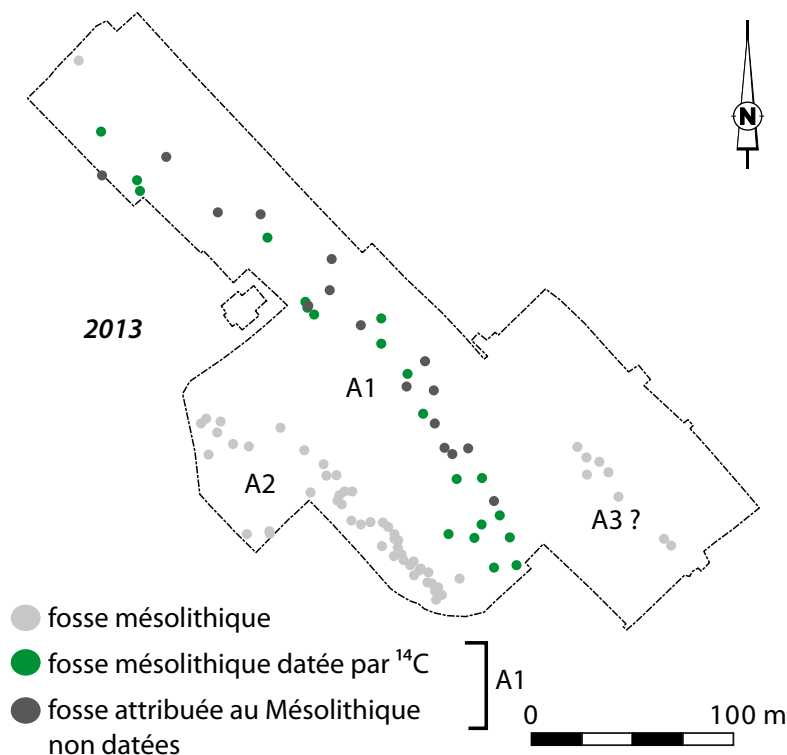 N
2013
A1
A2
A3 ?
fosse mésolithique
fosse mésolithique datée par ¹⁴C
fosse attribuée au Mésolithique
non datées
A1
0 100 m